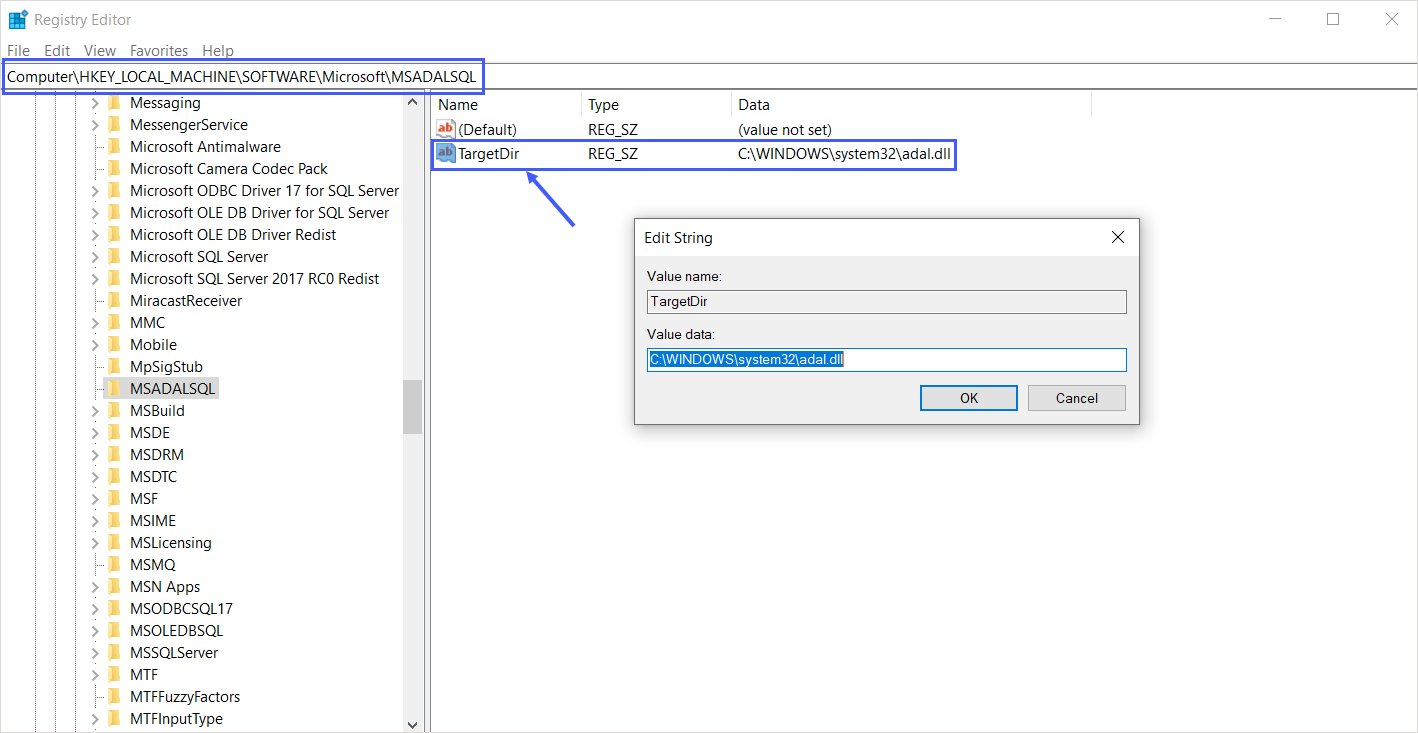 Registry Editor
File Edit View Favorites Help
Computer\HKEY_LOCAL_MACHINE\SOFTWARE\Microsoft\MSADALSQL
Messaging
MessengerService
Microsoft Antimalware
Microsoft Camera Codec Pack
Microsoft ODBC Driver 17 for SQL Server
Microsoft OLE DB Driver for SQL Server
Microsoft OLE DB Driver Redist
Microsoft SQL Server
Microsoft SQL Server 2017 RC0 Redist
MiracastReceiver
MMC
Mobile
MpSigStub
MSADALSQL
MSBuild
MSDE
MSDRM
MSDTC
MSF
MSIME
MSLicensing
MSMQ
MSN Apps
MSODBCSQL17
MSOLEDBSQL
MSSQLServer
MTF
MTFFuzzyFactors
MTFInputType
Name Type Data
ab (Default) REG_SZ (value not set)
ab TargetDir REG_SZ C:\WINDOWS\system32\adal.dll
Edit String
Value name:
TargetDir
Value data:
C:\WINDOWS\system32\adal.dll
OK Cancel